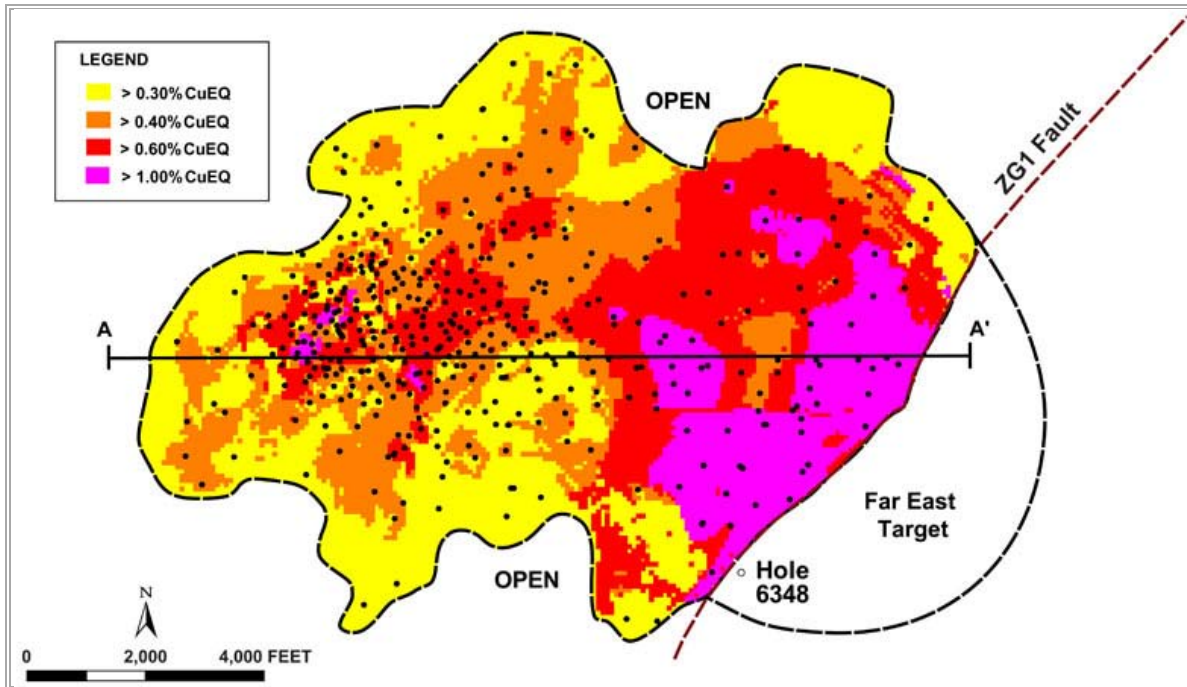 LEGEND
> 0.30% CuEQ
> 0.40% CuEQ
> 0.60% CuEQ
> 1.00% CuEQ
OPEN
ZG1 Fault
A
A'
Far East
Target
OPEN
Hole
6348
N
0 2,000 4,000 FEET